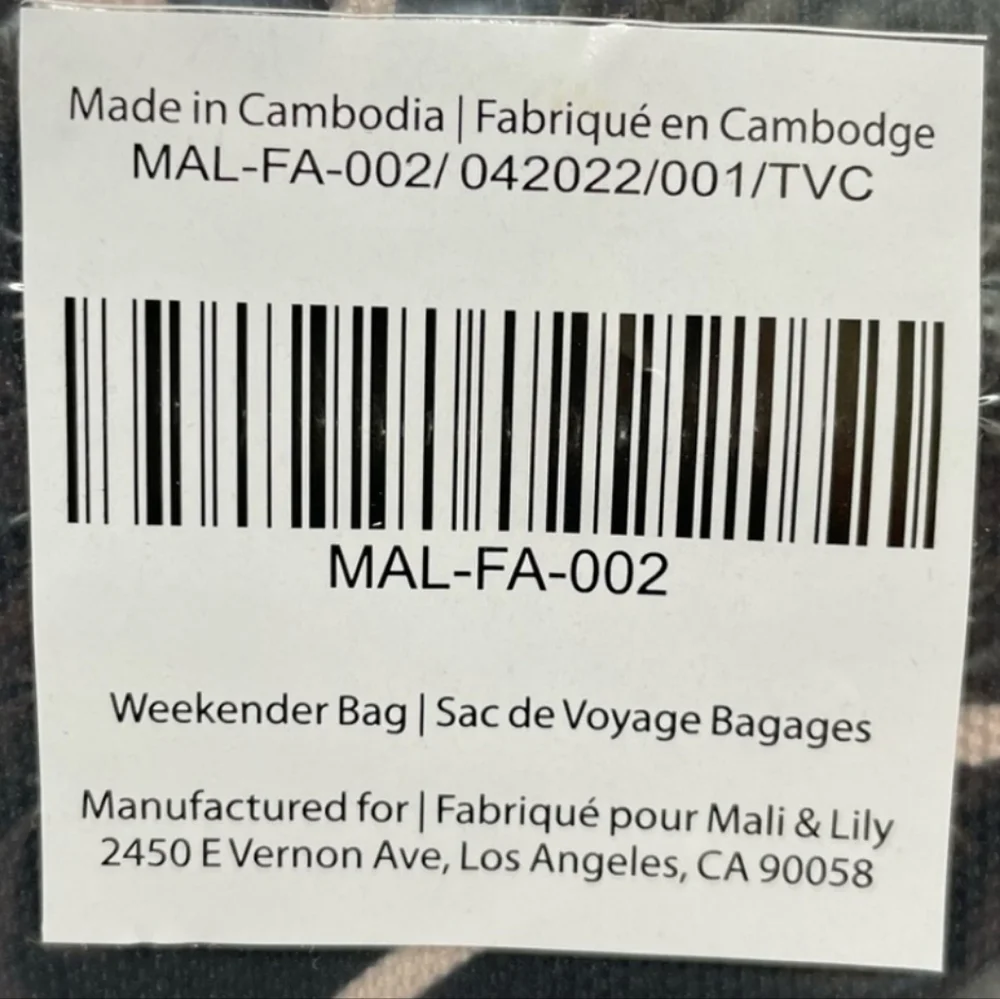 Made in Cambodia | Fabriqué en Cambodge
MAL-FA-002/ 042022/001/TVC
MAL-FA-002
Weekender Bag | Sac de Voyage Bagages
Manufactured for | Fabriqué pour Mali & Lily
2450 E Vernon Ave, Los Angeles, CA 90058